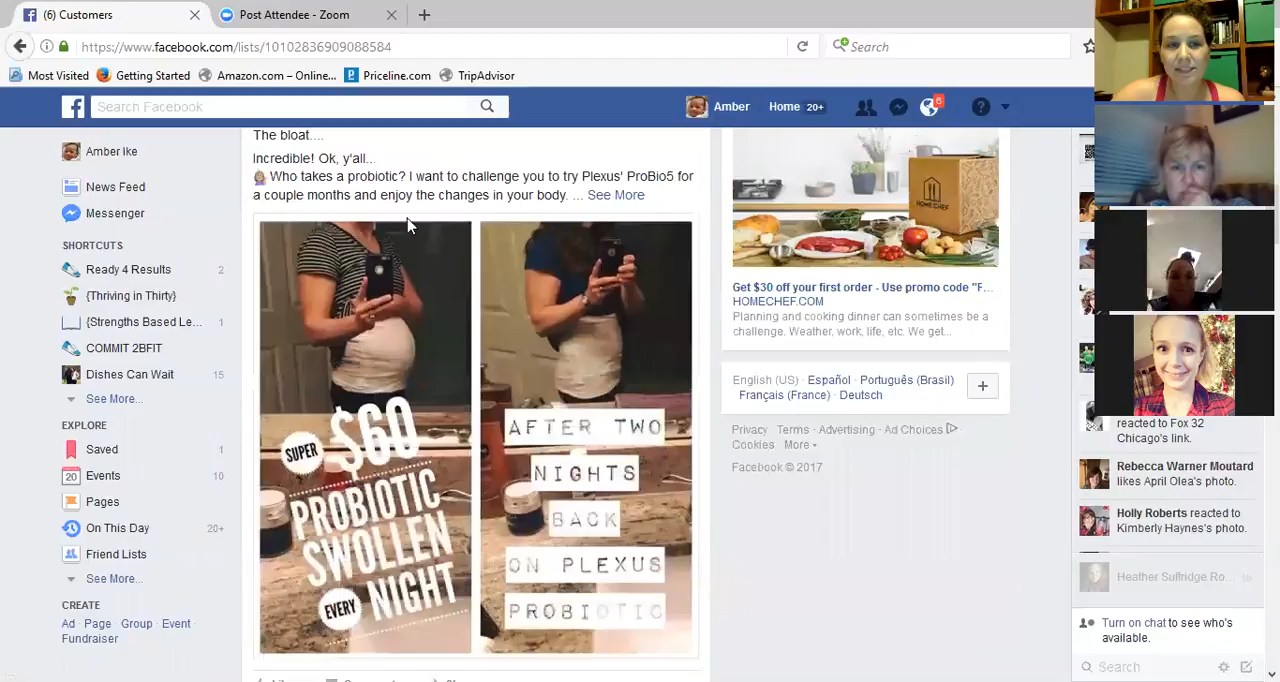 (6) Customers
Post Attendee - Zoom
https://www.facebook.com/lists/10102836909088584
Search
Most Visited
Getting Started
Amazon.com – Online...
Priceline.com
TripAdvisor
Search Facebook
Amber
Home 20+
6
Amber Ike
News Feed
Messenger
SHORTCUTS
Ready 4 Results 2
{Thriving in Thirty}
{Strengths Based Le... 1
COMMIT 2BFIT
Dishes Can Wait 15
See More...
EXPLORE
Saved 1
20 Events 10
Pages
On This Day 20+
Friend Lists
See More...
CREATE
Ad · Page · Group · Event ·
Fundraiser
The bloat....
Incredible! Ok, y'all...
Who takes a probiotic? I want to challenge you to try Plexus' ProBio5 for
a couple months and enjoy the changes in your body. ... See More
SUPER
$60
PROBIOTIC
SWOLLEN
EVERY
NIGHT
AFTER TWO
NIGHTS
BACK
ON PLEXUS
PROBIOTIC
HOME CHEF
Get $30 off your first order - Use promo code "F...
HOMECHEF.COM
Planning and cooking dinner can sometimes be a
challenge. Weather, work, life, etc. We get...
English (US) · Español · Português (Brasil) ·
Français (France) · Deutsch
Privacy · Terms · Advertising · Ad Choices ·
Cookies · More
Facebook © 2017
reacted to Fox 32
Chicago's link.
Rebecca Warner Moutard
likes April Olea's photo.
Holly Roberts reacted to
Kimberly Haynes's photo.
Heather Suffridge Ro...
Turn on chat to see who's
available.
Search